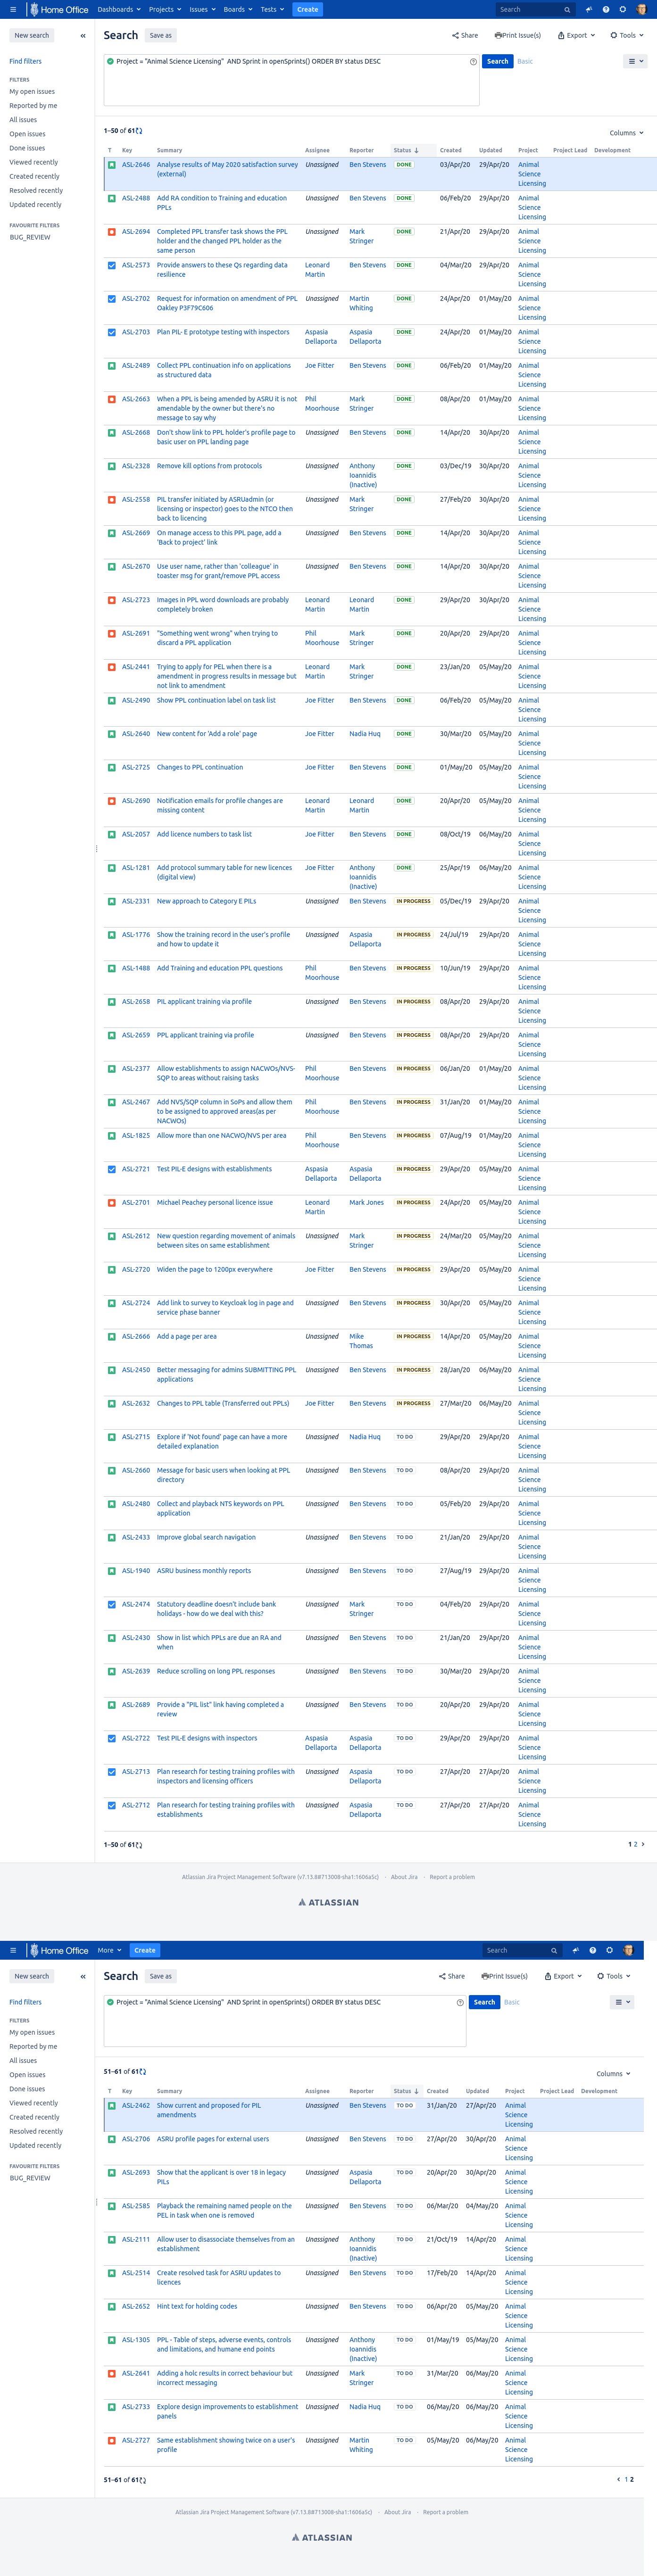 Home Office Dashboards Projects Issues Boards Tests Create Search
New search
Search Save as
Share Print Issue(s) Export Tools
Find filters
FILTERS
My open issues
Reported by me
All issues
Open issues
Done issues
Viewed recently
Created recently
Resolved recently
Updated recently
FAVOURITE FILTERS
BUG_REVIEW
Project = "Animal Science Licensing" AND Sprint in openSprints() ORDER BY status DESC
Search Basic
1–50 of 61
Columns
T Key Summary Assignee Reporter Status Created Updated Project Project Lead Development
ASL-2646 Analyse results of May 2020 satisfaction survey (external) Unassigned Ben Stevens DONE 03/Apr/20 29/Apr/20 Animal Science Licensing
ASL-2488 Add RA condition to Training and education PPLs Unassigned Ben Stevens DONE 06/Feb/20 29/Apr/20 Animal Science Licensing
ASL-2694 Completed PPL transfer task shows the PPL holder and the changed PPL holder as the same person Unassigned Mark Stringer DONE 21/Apr/20 29/Apr/20 Animal Science Licensing
ASL-2573 Provide answers to these Qs regarding data resilience Leonard Martin Ben Stevens DONE 04/Mar/20 29/Apr/20 Animal Science Licensing
ASL-2702 Request for information on amendment of PPL Oakley P3F79C606 Unassigned Martin Whiting DONE 24/Apr/20 01/May/20 Animal Science Licensing
ASL-2703 Plan PIL- E prototype testing with inspectors Aspasia Dellaporta Aspasia Dellaporta DONE 24/Apr/20 01/May/20 Animal Science Licensing
ASL-2489 Collect PPL continuation info on applications as structured data Joe Fitter Ben Stevens DONE 06/Feb/20 01/May/20 Animal Science Licensing
ASL-2663 When a PPL is being amended by ASRU it is not amendable by the owner but there's no message to say why Phil Moorhouse Mark Stringer DONE 08/Apr/20 01/May/20 Animal Science Licensing
ASL-2668 Don't show link to PPL holder's profile page to basic user on PPL landing page Unassigned Ben Stevens DONE 14/Apr/20 30/Apr/20 Animal Science Licensing
ASL-2328 Remove kill options from protocols Unassigned Anthony Ioannidis (Inactive) DONE 03/Dec/19 30/Apr/20 Animal Science Licensing
ASL-2558 PIL transfer initiated by ASRUadmin (or licensing or inspector) goes to the NTCO then back to licencing Unassigned Mark Stringer DONE 27/Feb/20 30/Apr/20 Animal Science Licensing
ASL-2669 On manage access to this PPL page, add a 'Back to project' link Unassigned Ben Stevens DONE 14/Apr/20 30/Apr/20 Animal Science Licensing
ASL-2670 Use user name, rather than 'colleague' in toaster msg for grant/remove PPL access Unassigned Ben Stevens DONE 14/Apr/20 30/Apr/20 Animal Science Licensing
ASL-2723 Images in PPL word downloads are probably completely broken Leonard Martin Leonard Martin DONE 29/Apr/20 30/Apr/20 Animal Science Licensing
ASL-2691 "Something went wrong" when trying to discard a PPL application Phil Moorhouse Mark Stringer DONE 20/Apr/20 29/Apr/20 Animal Science Licensing
ASL-2441 Trying to apply for PEL when there is a amendment in progress results in message but not link to amendment Leonard Martin Mark Stringer DONE 23/Jan/20 05/May/20 Animal Science Licensing
ASL-2490 Show PPL continuation label on task list Joe Fitter Ben Stevens DONE 06/Feb/20 05/May/20 Animal Science Licensing
ASL-2640 New content for 'Add a role' page Joe Fitter Nadia Huq DONE 30/Mar/20 05/May/20 Animal Science Licensing
ASL-2725 Changes to PPL continuation Joe Fitter Ben Stevens DONE 01/May/20 05/May/20 Animal Science Licensing
ASL-2690 Notification emails for profile changes are missing content Leonard Martin Leonard Martin DONE 20/Apr/20 05/May/20 Animal Science Licensing
ASL-2057 Add licence numbers to task list Joe Fitter Ben Stevens DONE 08/Oct/19 06/May/20 Animal Science Licensing
ASL-1281 Add protocol summary table for new licences (digital view) Joe Fitter Anthony Ioannidis (Inactive) DONE 25/Apr/19 06/May/20 Animal Science Licensing
ASL-2331 New approach to Category E PILs Unassigned Ben Stevens IN PROGRESS 05/Dec/19 29/Apr/20 Animal Science Licensing
ASL-1776 Show the training record in the user's profile and how to update it Unassigned Aspasia Dellaporta IN PROGRESS 24/Jul/19 29/Apr/20 Animal Science Licensing
ASL-1488 Add Training and education PPL questions Phil Moorhouse Ben Stevens IN PROGRESS 10/Jun/19 29/Apr/20 Animal Science Licensing
ASL-2658 PIL applicant training via profile Unassigned Ben Stevens IN PROGRESS 08/Apr/20 29/Apr/20 Animal Science Licensing
ASL-2659 PPL applicant training via profile Unassigned Ben Stevens IN PROGRESS 08/Apr/20 29/Apr/20 Animal Science Licensing
ASL-2377 Allow establishments to assign NACWOs/NVS-SQP to areas without raising tasks Phil Moorhouse Ben Stevens IN PROGRESS 06/Jan/20 01/May/20 Animal Science Licensing
ASL-2467 Add NVS/SQP column in SoPs and allow them to be assigned to approved areas(as per NACWOs) Phil Moorhouse Ben Stevens IN PROGRESS 31/Jan/20 01/May/20 Animal Science Licensing
ASL-1825 Allow more than one NACWO/NVS per area Phil Moorhouse Ben Stevens IN PROGRESS 07/Aug/19 01/May/20 Animal Science Licensing
ASL-2721 Test PIL-E designs with establishments Aspasia Dellaporta Aspasia Dellaporta IN PROGRESS 29/Apr/20 05/May/20 Animal Science Licensing
ASL-2701 Michael Peachey personal licence issue Leonard Martin Mark Jones IN PROGRESS 24/Apr/20 05/May/20 Animal Science Licensing
ASL-2612 New question regarding movement of animals between sites on same establishment Unassigned Mark Stringer IN PROGRESS 24/Mar/20 05/May/20 Animal Science Licensing
ASL-2720 Widen the page to 1200px everywhere Joe Fitter Ben Stevens IN PROGRESS 29/Apr/20 05/May/20 Animal Science Licensing
ASL-2724 Add link to survey to Keycloak log in page and service phase banner Unassigned Ben Stevens IN PROGRESS 30/Apr/20 05/May/20 Animal Science Licensing
ASL-2666 Add a page per area Unassigned Mike Thomas IN PROGRESS 14/Apr/20 05/May/20 Animal Science Licensing
ASL-2450 Better messaging for admins SUBMITTING PPL applications Unassigned Ben Stevens IN PROGRESS 28/Jan/20 06/May/20 Animal Science Licensing
ASL-2632 Changes to PPL table (Transferred out PPLs) Joe Fitter Ben Stevens IN PROGRESS 27/Mar/20 06/May/20 Animal Science Licensing
ASL-2715 Explore if 'Not found' page can have a more detailed explanation Unassigned Nadia Huq TO DO 29/Apr/20 29/Apr/20 Animal Science Licensing
ASL-2660 Message for basic users when looking at PPL directory Unassigned Ben Stevens TO DO 08/Apr/20 29/Apr/20 Animal Science Licensing
ASL-2480 Collect and playback NTS keywords on PPL application Unassigned Ben Stevens TO DO 05/Feb/20 29/Apr/20 Animal Science Licensing
ASL-2433 Improve global search navigation Unassigned Ben Stevens TO DO 21/Jan/20 29/Apr/20 Animal Science Licensing
ASL-1940 ASRU business monthly reports Unassigned Ben Stevens TO DO 27/Aug/19 29/Apr/20 Animal Science Licensing
ASL-2474 Statutory deadline doesn't include bank holidays - how do we deal with this? Unassigned Mark Stringer TO DO 04/Feb/20 29/Apr/20 Animal Science Licensing
ASL-2430 Show in list which PPLs are due an RA and when Unassigned Ben Stevens TO DO 21/Jan/20 29/Apr/20 Animal Science Licensing
ASL-2639 Reduce scrolling on long PPL responses Unassigned Ben Stevens TO DO 30/Mar/20 29/Apr/20 Animal Science Licensing
ASL-2689 Provide a "PIL list" link having completed a review Unassigned Ben Stevens TO DO 20/Apr/20 29/Apr/20 Animal Science Licensing
ASL-2722 Test PIL-E designs with inspectors Aspasia Dellaporta Aspasia Dellaporta TO DO 29/Apr/20 29/Apr/20 Animal Science Licensing
ASL-2713 Plan research for testing training profiles with inspectors and licensing officers Unassigned Aspasia Dellaporta TO DO 27/Apr/20 27/Apr/20 Animal Science Licensing
ASL-2712 Plan research for testing training profiles with establishments Unassigned Aspasia Dellaporta TO DO 27/Apr/20 27/Apr/20 Animal Science Licensing
1–50 of 61
1 2
Atlassian Jira Project Management Software (v7.13.8#713008-sha1:1606a5c) · About Jira · Report a problem
ATLASSIAN
Home Office More Create Search
New search
Search Save as
Share Print Issue(s) Export Tools
Find filters
FILTERS
My open issues
Reported by me
All issues
Open issues
Done issues
Viewed recently
Created recently
Resolved recently
Updated recently
FAVOURITE FILTERS
BUG_REVIEW
Project = "Animal Science Licensing" AND Sprint in openSprints() ORDER BY status DESC
Search Basic
51–61 of 61
Columns
T Key Summary Assignee Reporter Status Created Updated Project Project Lead Development
ASL-2462 Show current and proposed for PIL amendments Unassigned Ben Stevens TO DO 31/Jan/20 27/Apr/20 Animal Science Licensing
ASL-2706 ASRU profile pages for external users Unassigned Ben Stevens TO DO 27/Apr/20 30/Apr/20 Animal Science Licensing
ASL-2693 Show that the applicant is over 18 in legacy PILs Unassigned Aspasia Dellaporta TO DO 20/Apr/20 30/Apr/20 Animal Science Licensing
ASL-2585 Playback the remaining named people on the PEL in task when one is removed Unassigned Ben Stevens TO DO 06/Mar/20 04/May/20 Animal Science Licensing
ASL-2111 Allow user to disassociate themselves from an establishment Unassigned Anthony Ioannidis (Inactive) TO DO 21/Oct/19 14/Apr/20 Animal Science Licensing
ASL-2514 Create resolved task for ASRU updates to licences Unassigned Ben Stevens TO DO 17/Feb/20 14/Apr/20 Animal Science Licensing
ASL-2652 Hint text for holding codes Unassigned Ben Stevens TO DO 06/Apr/20 05/May/20 Animal Science Licensing
ASL-1305 PPL - Table of steps, adverse events, controls and limitations, and humane end points Unassigned Anthony Ioannidis (Inactive) TO DO 01/May/19 05/May/20 Animal Science Licensing
ASL-2641 Adding a holc results in correct behaviour but incorrect messaging Unassigned Mark Stringer TO DO 31/Mar/20 06/May/20 Animal Science Licensing
ASL-2733 Explore design improvements to establishment panels Unassigned Nadia Huq TO DO 06/May/20 06/May/20 Animal Science Licensing
ASL-2727 Same establishment showing twice on a user's profile Unassigned Martin Whiting TO DO 05/May/20 06/May/20 Animal Science Licensing
51–61 of 61
1 2
Atlassian Jira Project Management Software (v7.13.8#713008-sha1:1606a5c) · About Jira · Report a problem
ATLASSIAN